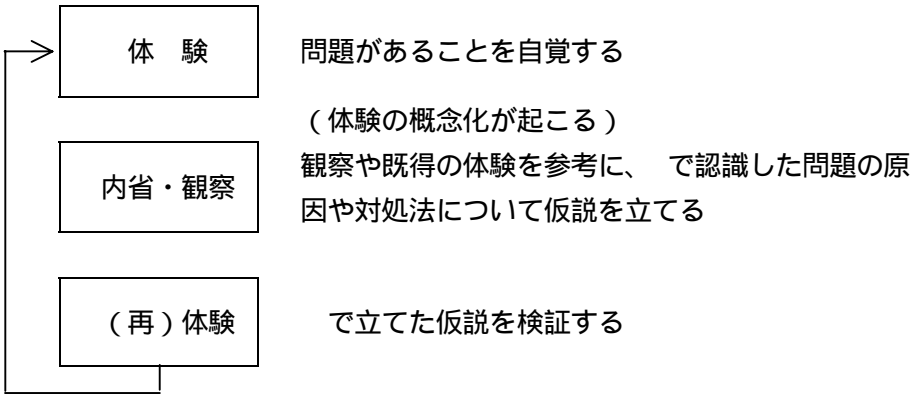 体　験
問題があることを自覚する
（体験の概念化が起こる）
内省・観察
観察や既得の体験を参考に、　で認識した問題の原
因や対処法について仮説を立てる
（再）体験
で立てた仮説を検証する